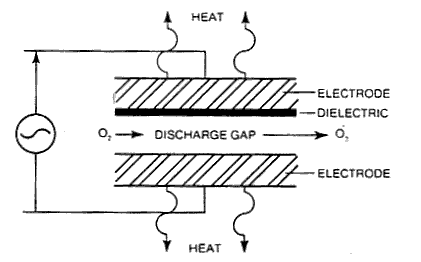 HEAT
ELECTRODE
DIELECTRIC
O₂ DISCHARGE GAP O₃
ELECTRODE
HEAT